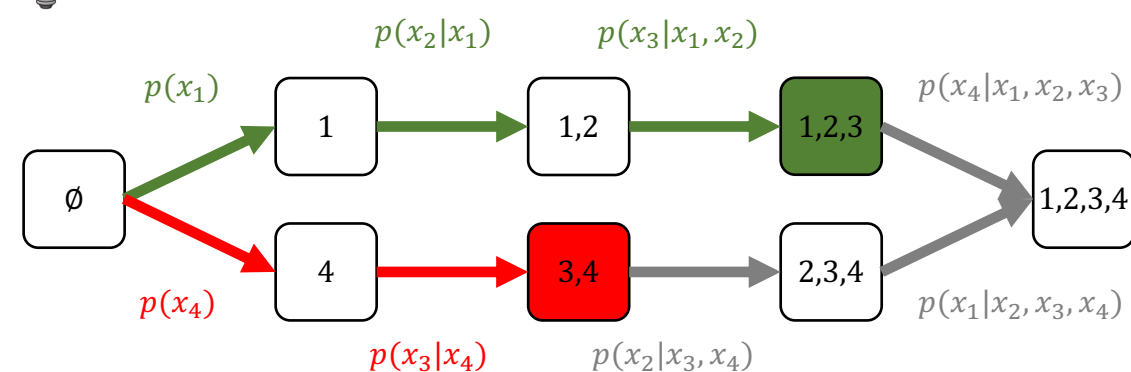 p(x₂|x₁) p(x₃|x₁, x₂)
p(x₁) p(x₄|x₁, x₂, x₃)
1 1,2 1,2,3
∅ 1,2,3,4
4 3,4 2,3,4
p(x₄) p(x₁|x₂, x₃, x₄)
p(x₃|x₄) p(x₂|x₃, x₄)